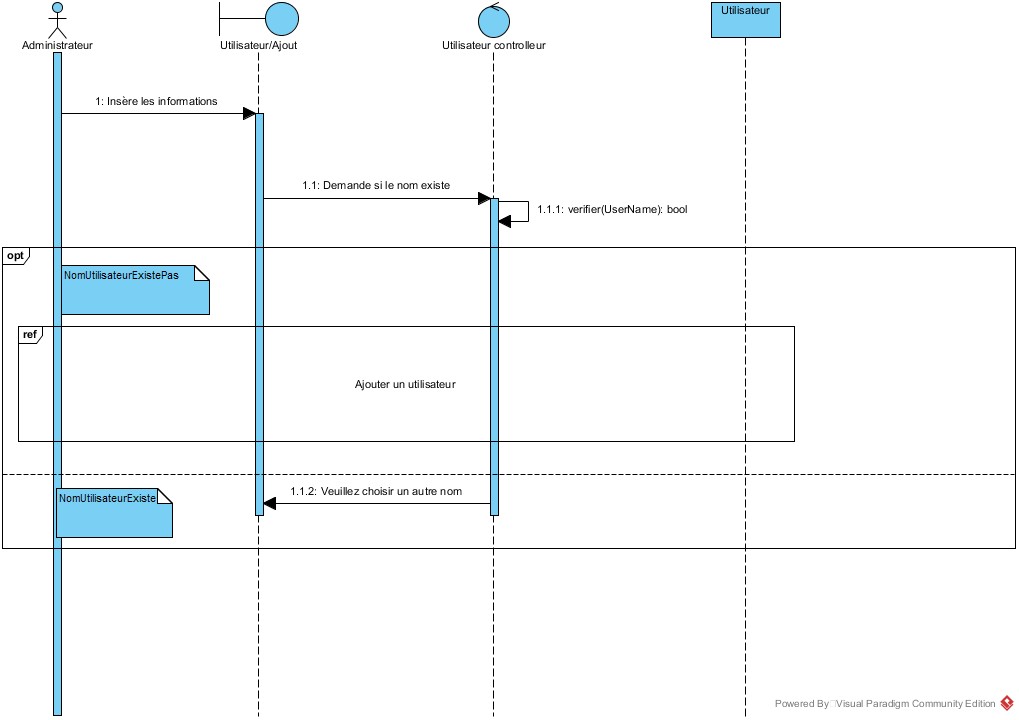 Utilisateur
Administrateur
Utilisateur/Ajout
Utilisateur controlleur
1: Insère les informations
1.1: Demande si le nom existe
1.1.1: verifier(UserName): bool
opt
NomUtilisateurExistePas
ref
Ajouter un utilisateur
1.1.2: Veuillez choisir un autre nom
NomUtilisateurExiste
Powered By Visual Paradigm Community Edition